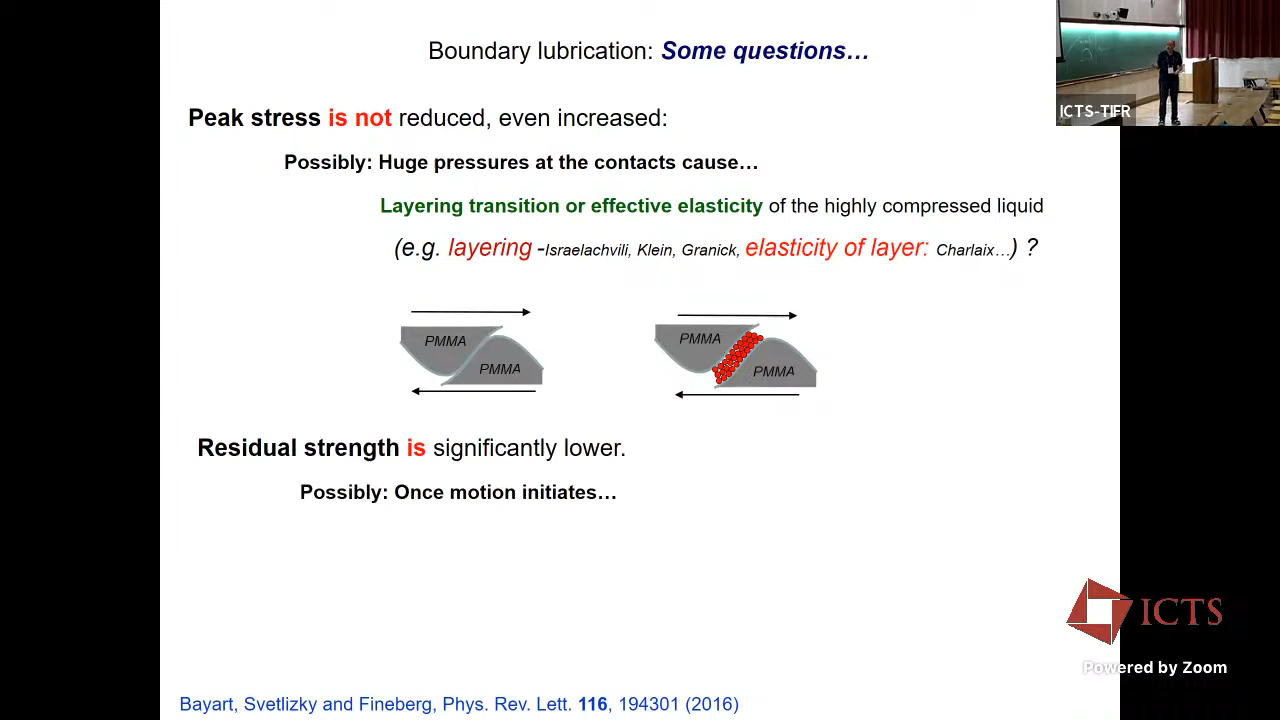 Boundary lubrication: Some questions…
ICTS-TIFR
Peak stress is not reduced, even increased:
Possibly: Huge pressures at the contacts cause…
Layering transition or effective elasticity of the highly compressed liquid
(e.g. layering -Israelachvili, Klein, Granick, elasticity of layer: Charlaix…) ?
PMMA
PMMA
PMMA
PMMA
Residual strength is significantly lower.
Possibly: Once motion initiates…
ICTS
Powered by Zoom
Bayart, Svetlizky and Fineberg, Phys. Rev. Lett. 116, 194301 (2016)